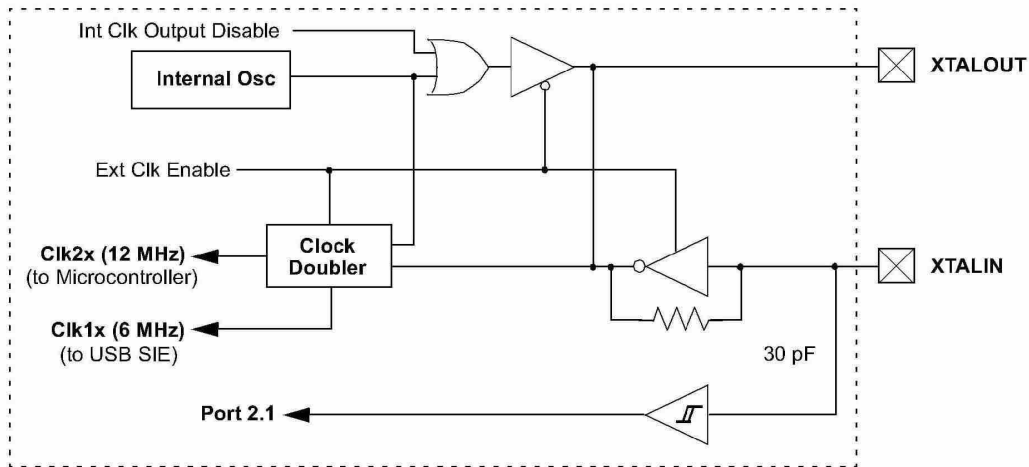 Int Clk Output Disable
Internal Osc
XTALOUT
Ext Clk Enable
Clk2x (12 MHz)
(to Microcontroller)
Clock
Doubler
XTALIN
Clk1x (6 MHz)
(to USB SIE)
30 pF
Port 2.1